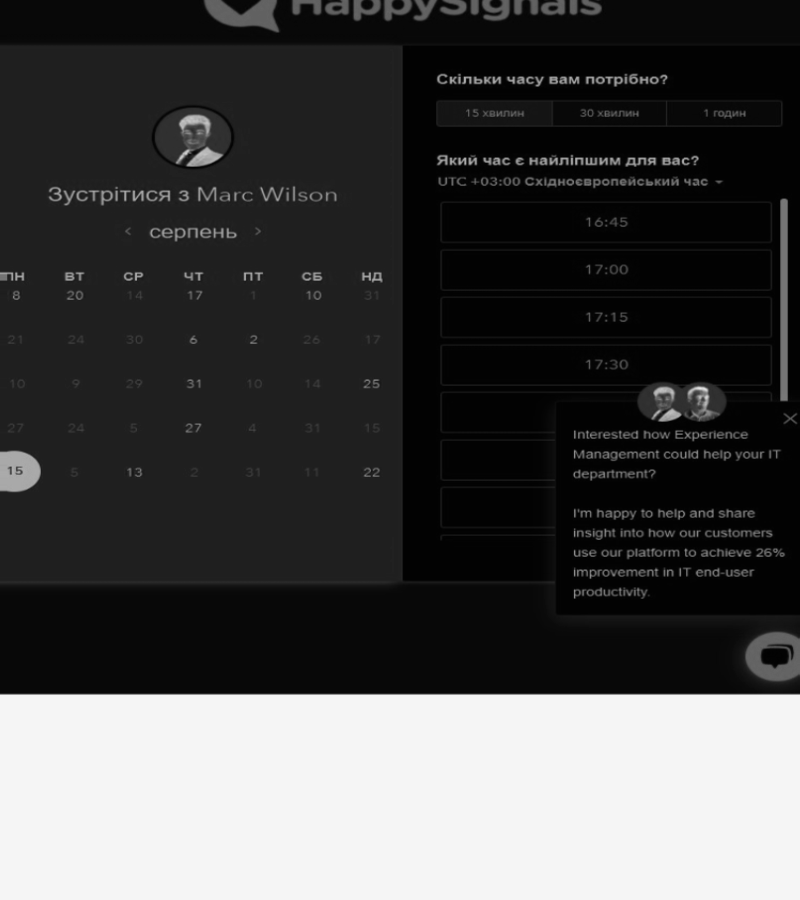 HappySignals
Зустрітися з Marc Wilson
серпень
ПН ВТ СР ЧТ ПТ СБ НД
8 20 14 17 1 10 31
21 24 30 6 2 26 17
10 9 29 31 10 14 25
27 24 5 27 4 31 15
15 5 13 2 31 11 22
Скільки часу вам потрібно?
15 хвилин 30 хвилин 1 годин
Який час є найліпшим для вас?
UTC +03:00 Східноєвропейський час
16:45
17:00
17:15
17:30
Interested how Experience
Management could help your IT
department?
I'm happy to help and share
insight into how our customers
use our platform to achieve 26%
improvement in IT end-user
productivity.